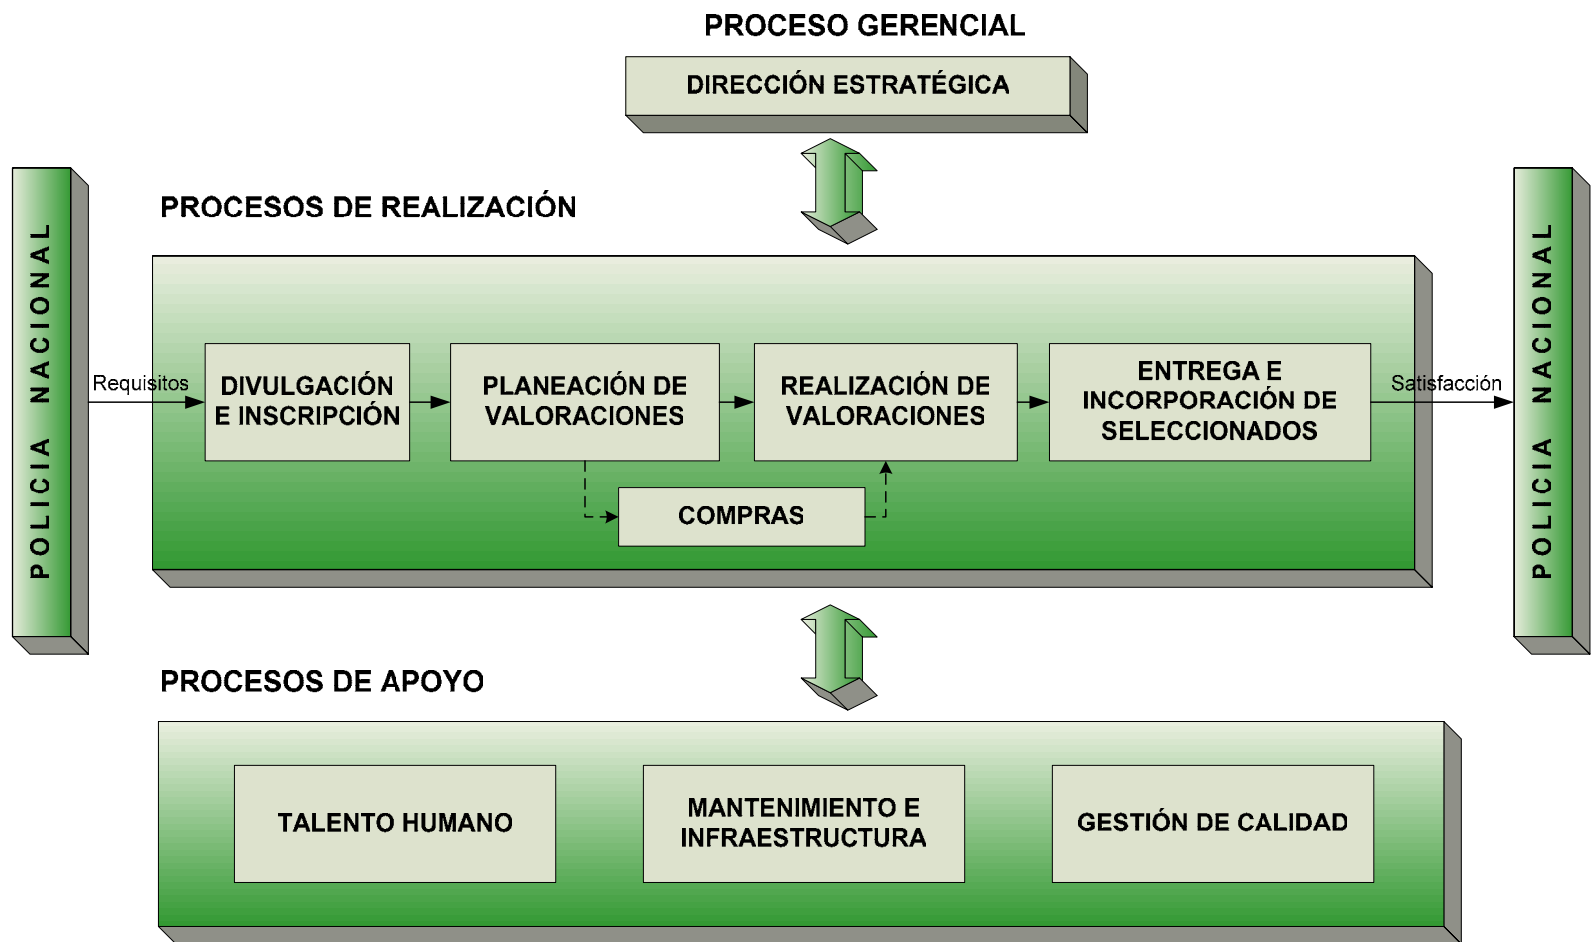 PROCESO GERENCIAL
DIRECCIÓN ESTRATÉGICA
PROCESOS DE REALIZACIÓN
POLICIA NACIONAL
Requisitos
DIVULGACIÓN
E INSCRIPCIÓN
PLANEACIÓN DE
VALORACIONES
REALIZACIÓN DE
VALORACIONES
ENTREGA E
INCORPORACIÓN DE
SELECCIONADOS
Satisfacción
POLICIA NACIONAL
COMPRAS
PROCESOS DE APOYO
TALENTO HUMANO
MANTENIMIENTO E
INFRAESTRUCTURA
GESTIÓN DE CALIDAD